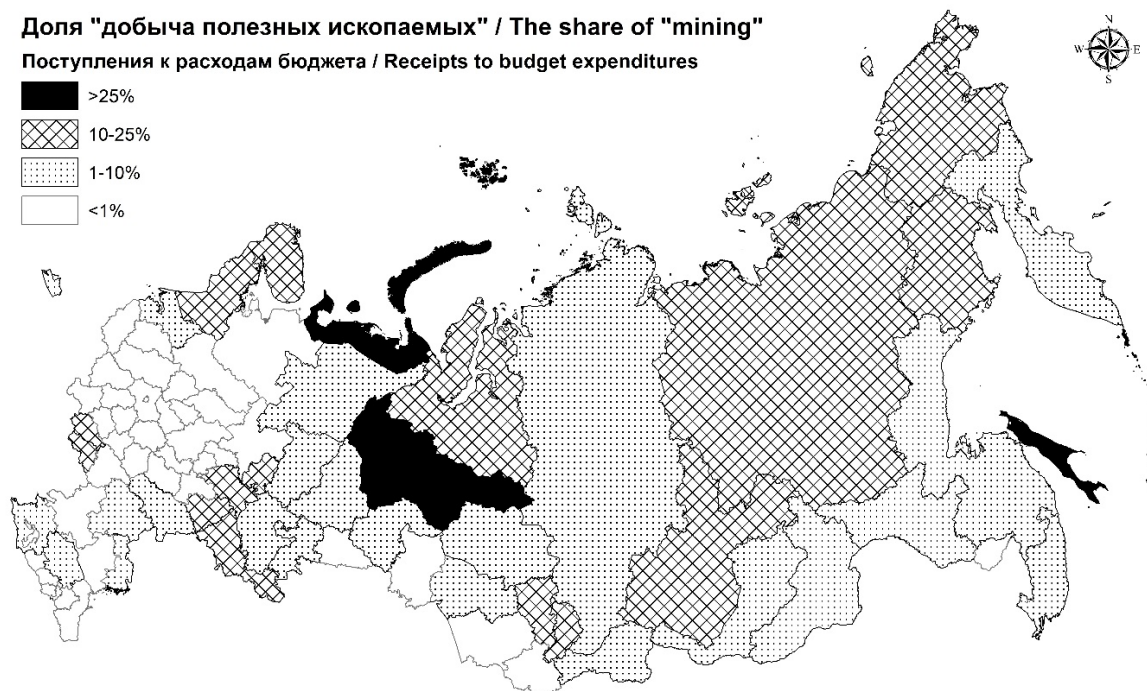 Доля "добыча полезных ископаемых" / The share of "mining"
Поступления к расходам бюджета / Receipts to budget expenditures
>25%
10-25%
1-10%
<1%
N
W
E
S